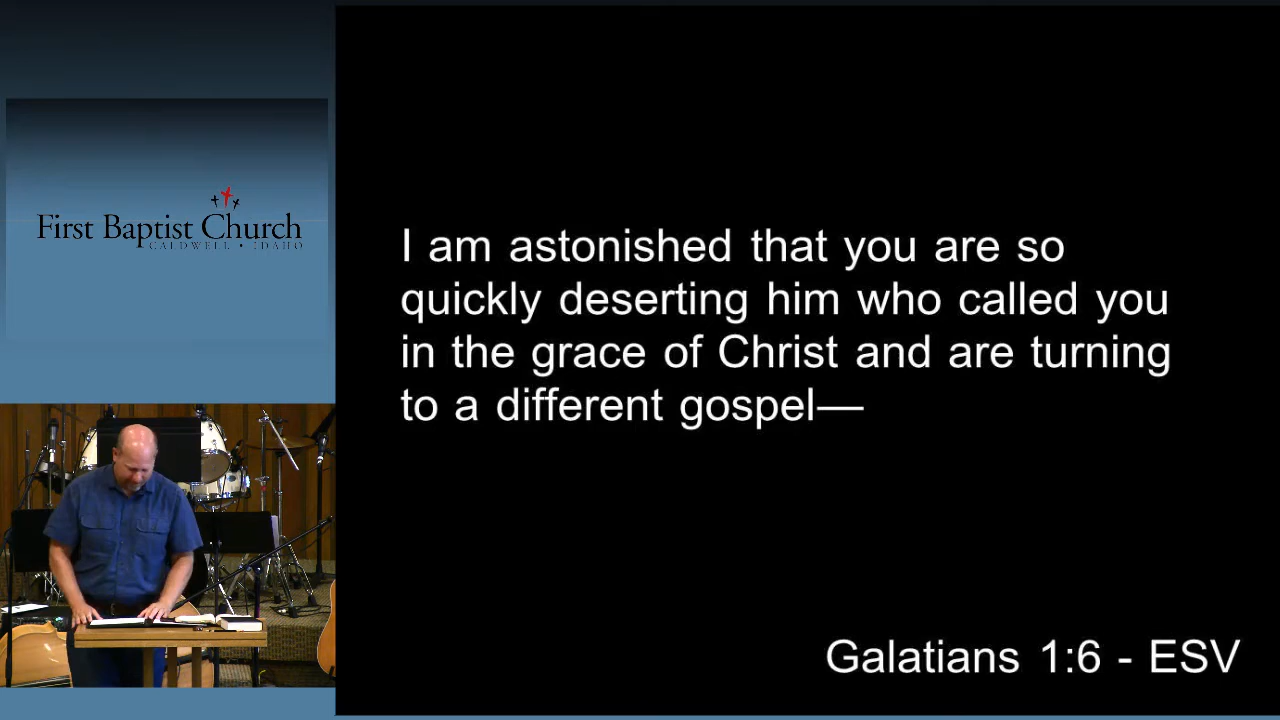 First Baptist Church
CALDWELL • IDAHO
I am astonished that you are so
quickly deserting him who called you
in the grace of Christ and are turning
to a different gospel—
Galatians 1:6 - ESV